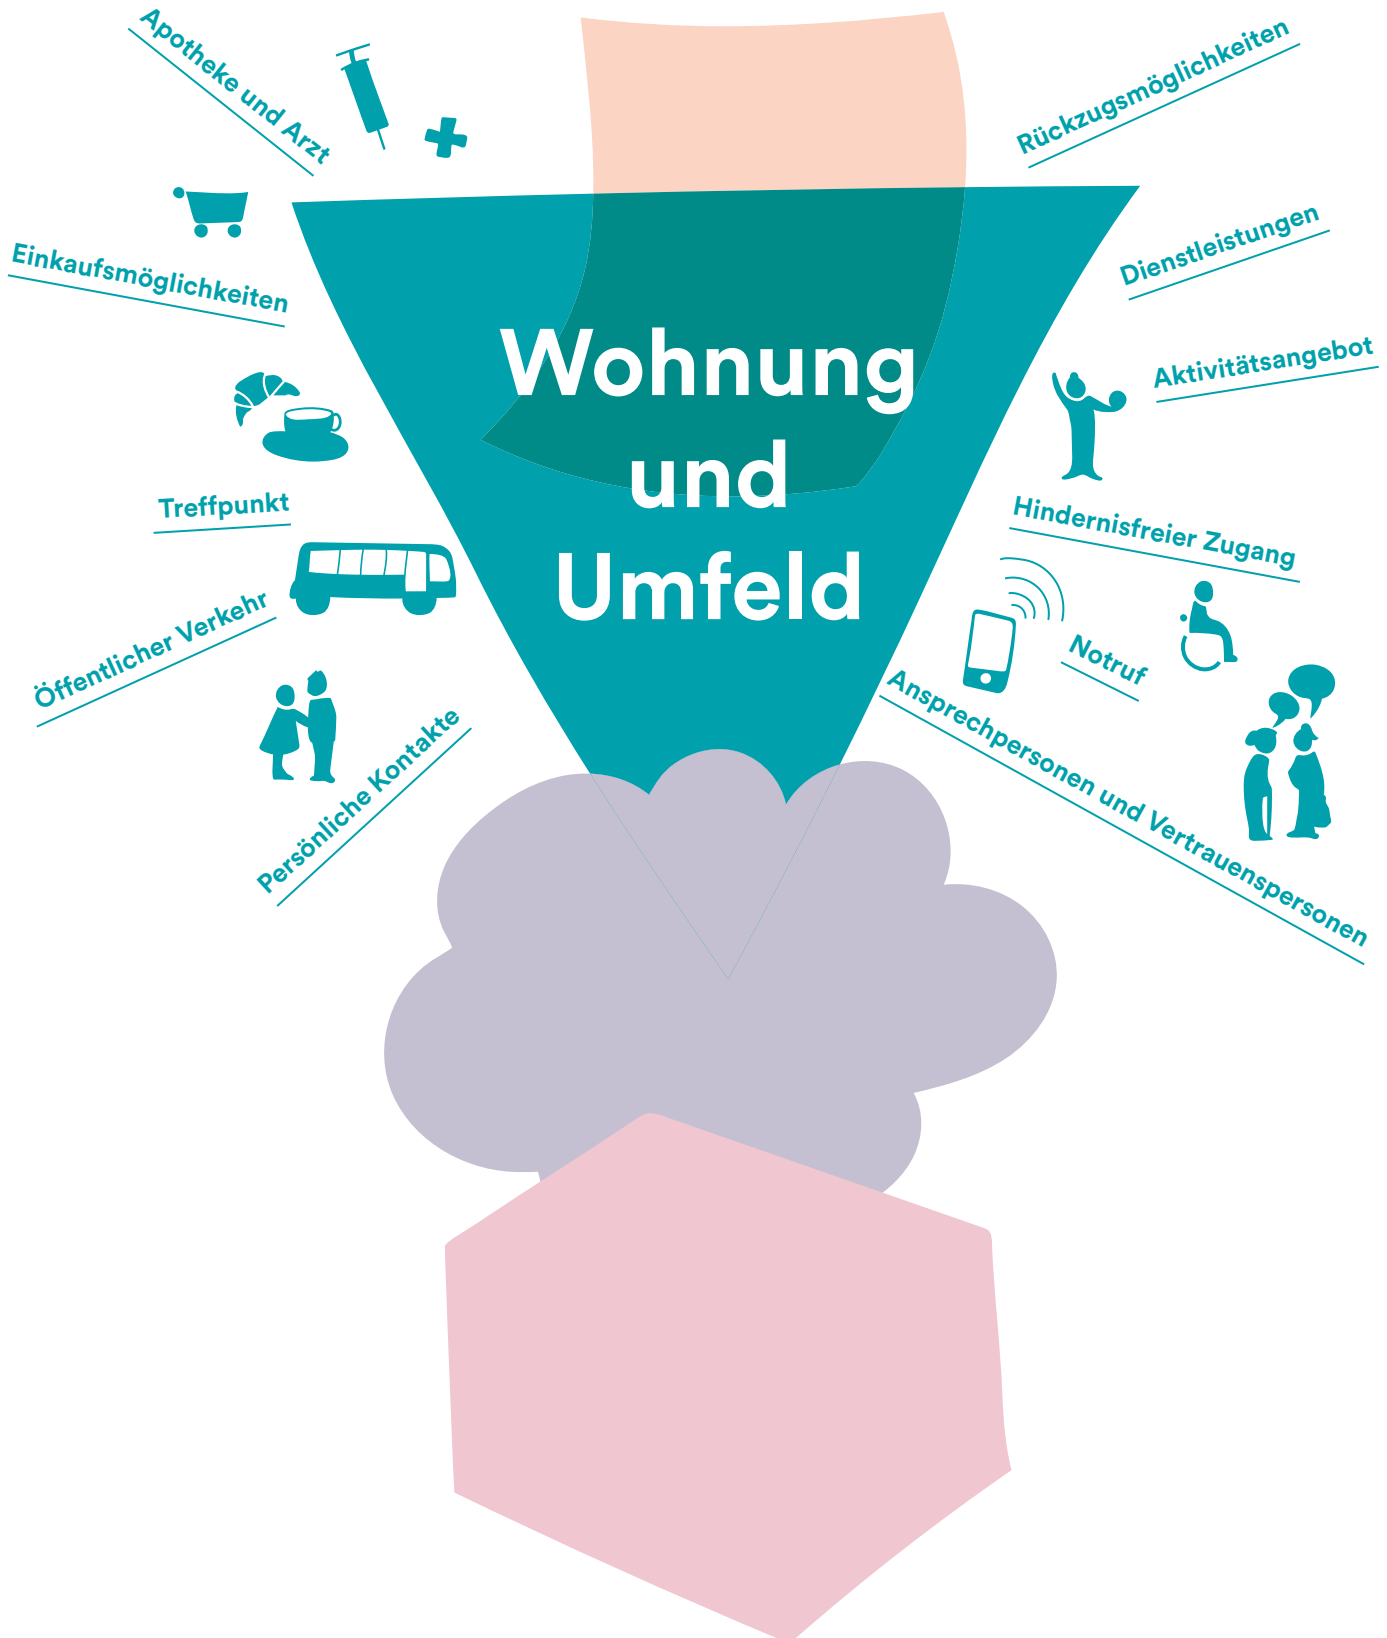 Apotheke und Arzt
Einkaufsmöglichkeiten
Treffpunkt
Öffentlicher Verkehr
Persönliche Kontakte
Wohnung
und
Umfeld
Rückzugsmöglichkeiten
Dienstleistungen
Aktivitätsangebot
Hindernisfreier Zugang
Notruf
Ansprechpersonen und Vertrauenspersonen